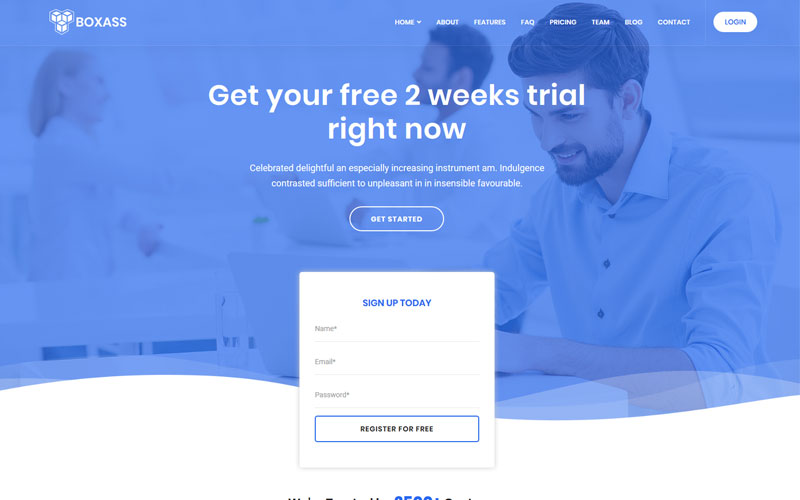 BOXASS
HOME ABOUT FEATURES FAQ PRICING TEAM BLOG CONTACT LOGIN
Get your free 2 weeks trial
right now
Celebrated delightful an especially increasing instrument am. Indulgence
contrasted sufficient to unpleasant in in insensible favourable.
GET STARTED
SIGN UP TODAY
Name*
Email*
Password*
REGISTER FOR FREE